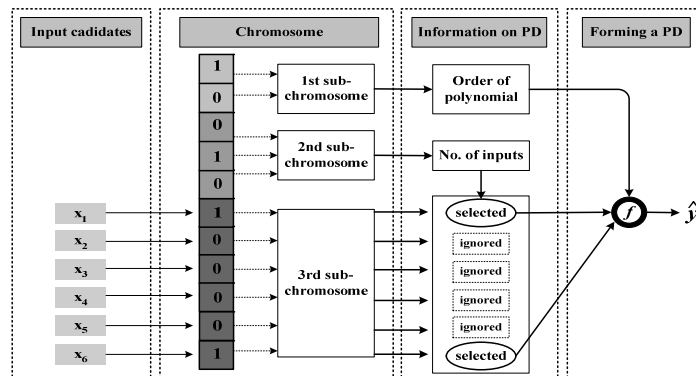 Input cadidates
Chromosome
Information on PD
Forming a PD
1
0
0
1
0
1
0
0
0
0
1
1st sub-
chromosome
2nd sub-
chromosome
3rd sub-
chromosome
Order of
polynomial
No. of inputs
x1
x2
x3
x4
x5
x6
selected
ignored
ignored
ignored
ignored
selected
f
ŷ